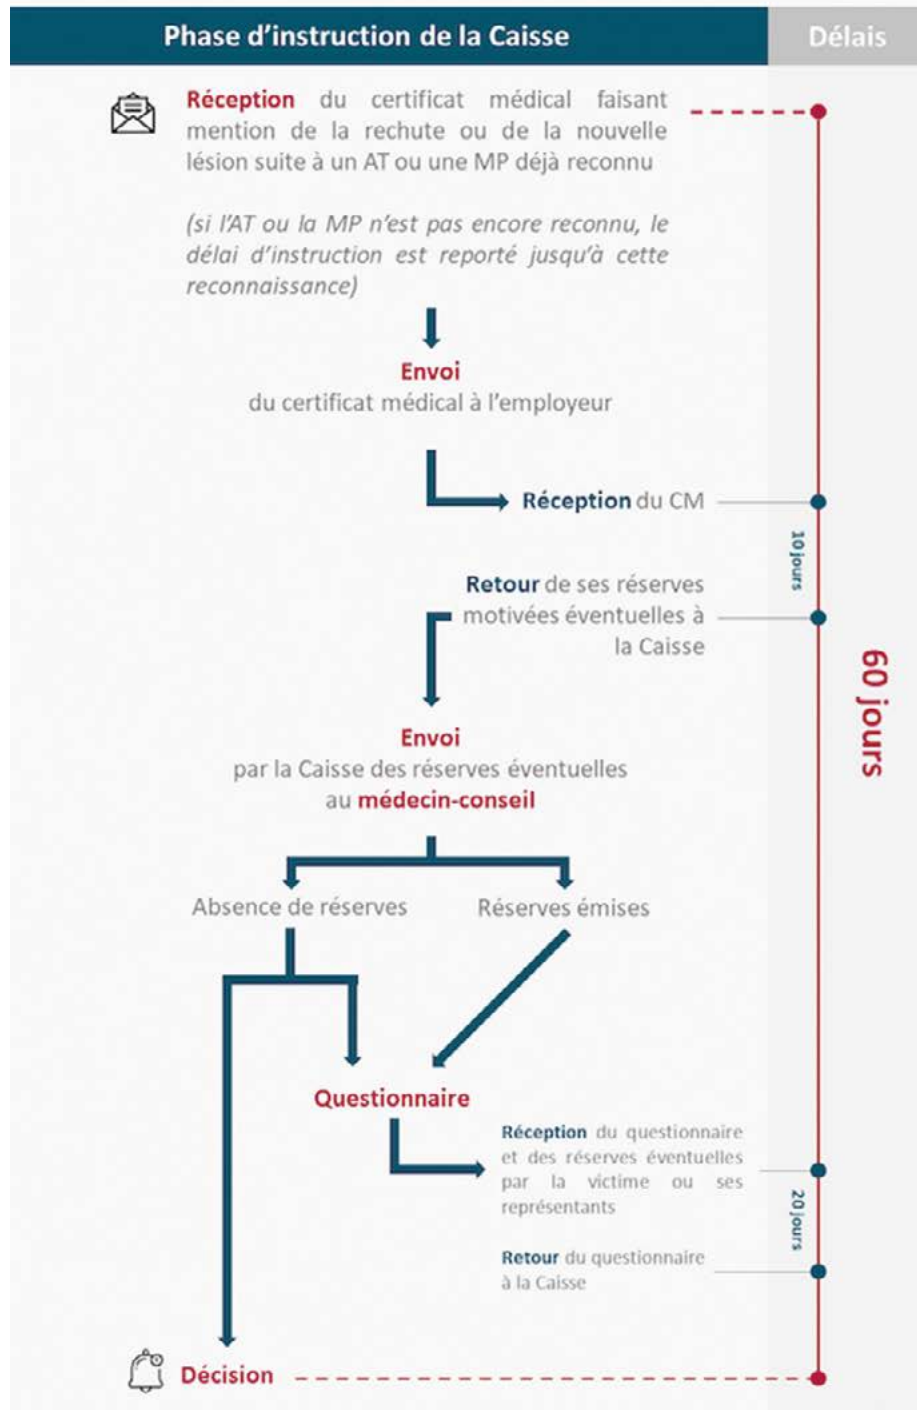 Phase d’instruction de la Caisse
Délais
Réception du certificat médical faisant
mention de la rechute ou de la nouvelle
lésion suite à un AT ou une MP déjà reconnu
(si l’AT ou la MP n’est pas encore reconnu, le
délai d’instruction est reporté jusqu’à cette
reconnaissance)
Envoi
du certificat médical à l’employeur
Réception du CM
10 jours
Retour de ses réserves
motivées éventuelles à
la Caisse
60 jours
Envoi
par la Caisse des réserves éventuelles
au médecin-conseil
Absence de réserves
Réserves émises
Questionnaire
Réception du questionnaire
et des réserves éventuelles
par la victime ou ses
représentants
20 jours
Retour du questionnaire
à la Caisse
Décision